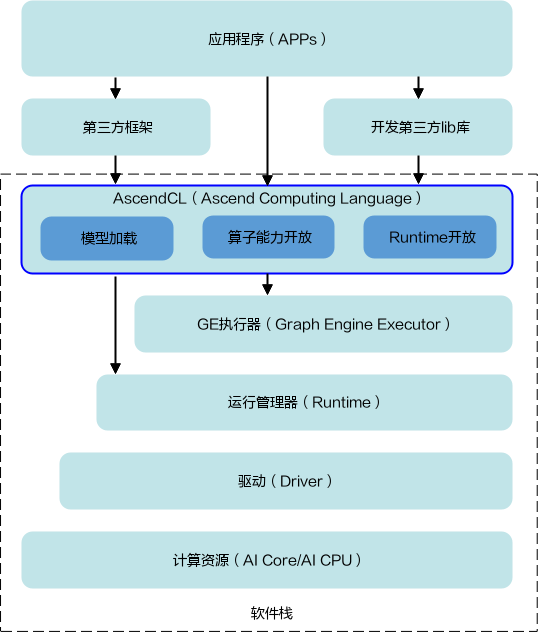 应用程序（APPs）
第三方框架
开发第三方lib库
AscendCL（Ascend Computing Language）
模型加载
算子能力开放
Runtime开放
GE执行器（Graph Engine Executor）
运行管理器（Runtime）
驱动（Driver）
计算资源（AI Core/AI CPU）
软件栈